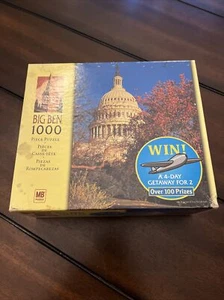 BIG BEN
1000
PIECE PUZZLE
PIÈCES
DE
CASSE-TÊTE
PIEZAS
DE
ROMPECABEZAS
MB
WIN!
A 4-DAY
GETAWAY FOR 2
Over 100 Prizes